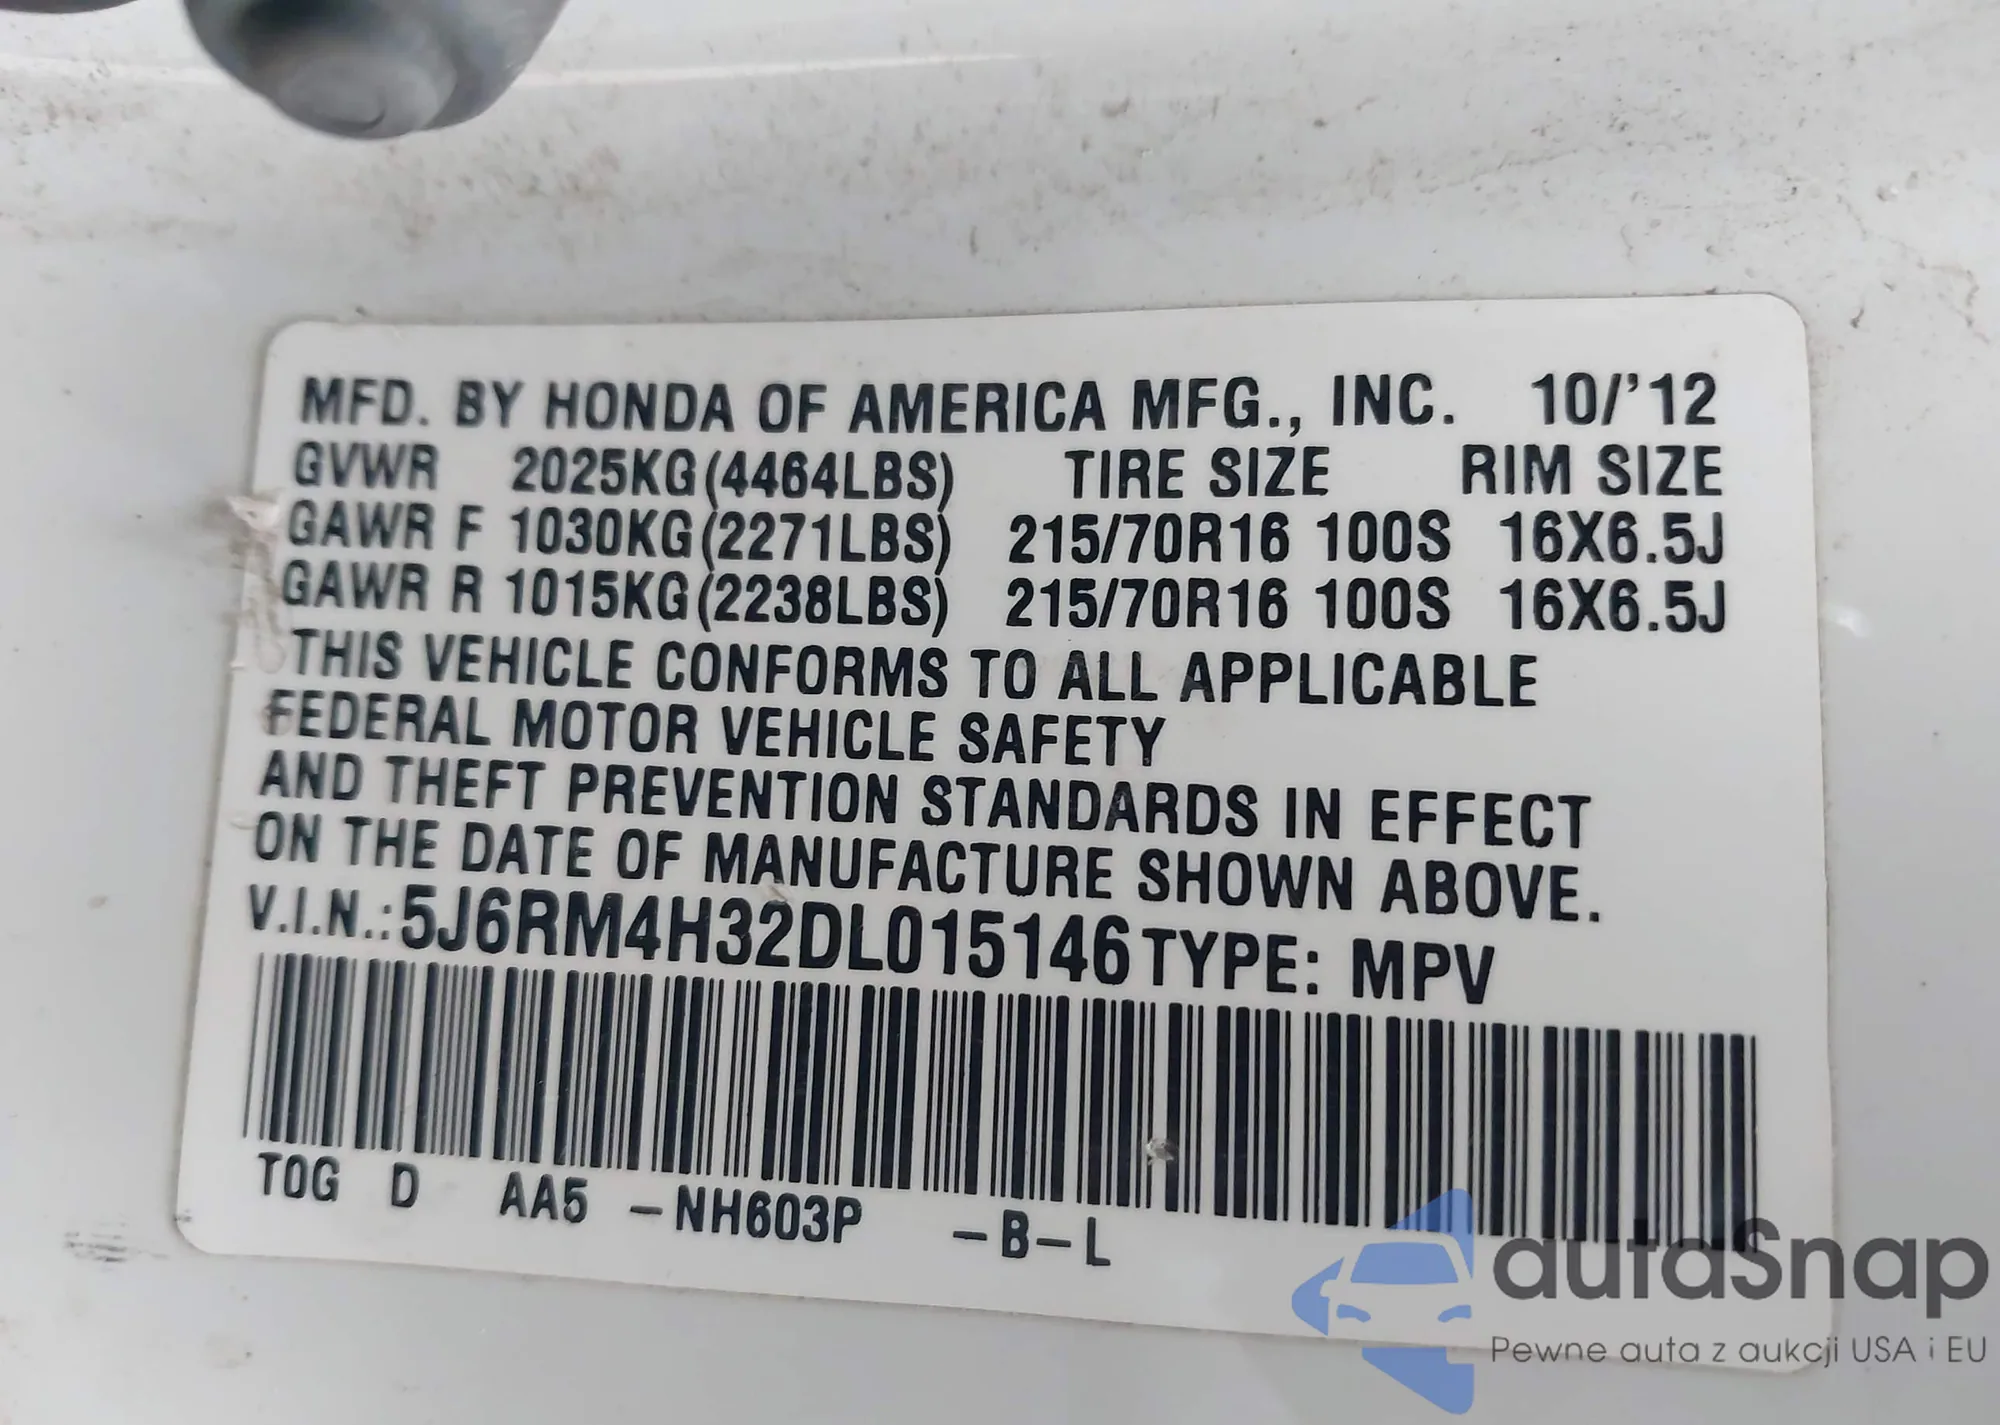 MFD. BY HONDA OF AMERICA MFG., INC. 10/'12
GVWR 2025KG(4464LBS) TIRE SIZE RIM SIZE
GAWR F 1030KG(2271LBS) 215/70R16 100S 16X6.5J
GAWR R 1015KG(2238LBS) 215/70R16 100S 16X6.5J
THIS VEHICLE CONFORMS TO ALL APPLICABLE
FEDERAL MOTOR VEHICLE SAFETY
AND THEFT PREVENTION STANDARDS IN EFFECT
ON THE DATE OF MANUFACTURE SHOWN ABOVE.
V.I.N.:5J6RM4H32DL015146 TYPE: MPV
T0G D AA5 -NH603P -B-L
autaSnap
Pewne auta z aukcji USA i EU